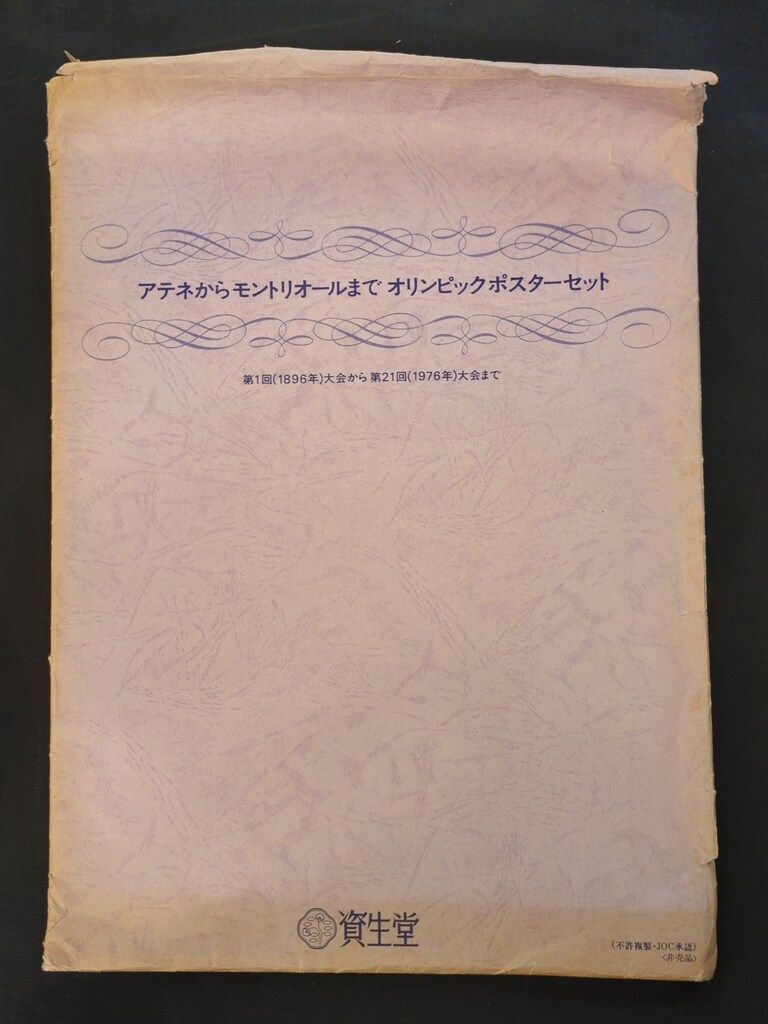 アテネからモントリオールまで オリンピックポスターセット
第1回(1896年)大会から第21回(1976年)大会まで
資生堂
(不許複製・JOC承認)
〈非売品〉